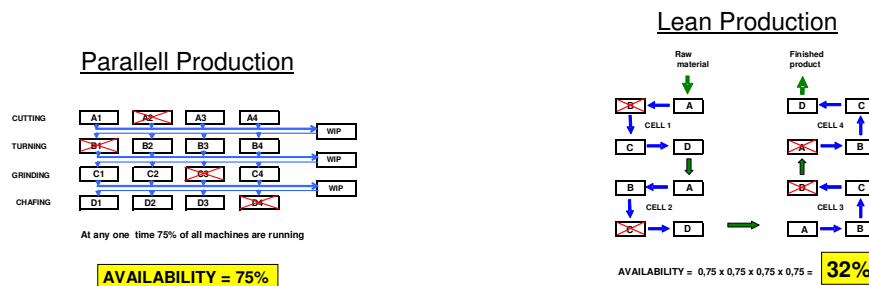 Parallell Production
CUTTING A1 A2 A3 A4
WIP
TURNING B1 B2 B3 B4
WIP
GRINDING C1 C2 C3 C4
WIP
CHAFING D1 D2 D3 D4
At any one time 75% of all machines are running
AVAILABILITY = 75%
Lean Production
Raw material
Finished product
B A D C
CELL 1 CELL 4
C D A B
B A D C
CELL 2 CELL 3
C D A B
AVAILABILITY = 0,75 x 0,75 x 0,75 x 0,75 = 32%